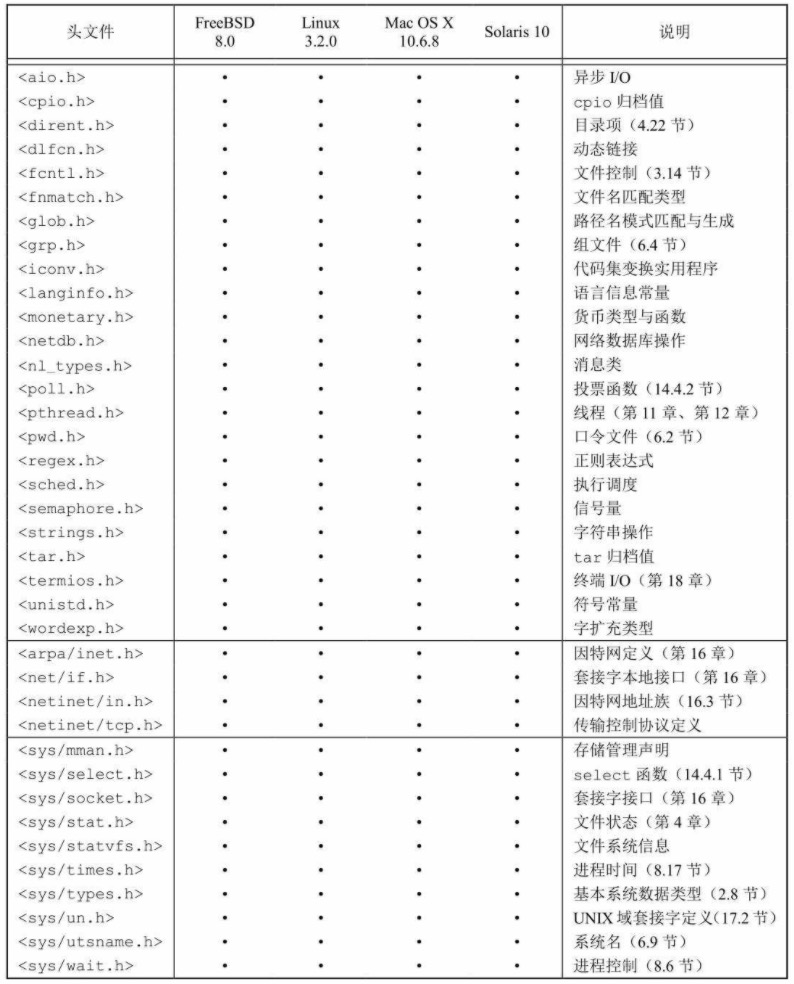 头文件 FreeBSD 8.0 Linux 3.2.0 Mac OS X 10.6.8 Solaris 10 说明
<aio.h> • • • • 异步 I/O
<cpio.h> • • • • cpio 归档值
<dirent.h> • • • • 目录项（4.22 节）
<dlfcn.h> • • • • 动态链接
<fcntl.h> • • • • 文件控制（3.14 节）
<fnmatch.h> • • • • 文件名匹配类型
<glob.h> • • • • 路径名模式匹配与生成
<grp.h> • • • • 组文件（6.4 节）
<iconv.h> • • • • 代码集变换实用程序
<langinfo.h> • • • • 语言信息常量
<monetary.h> • • • • 货币类型与函数
<netdb.h> • • • • 网络数据库操作
<nl_types.h> • • • • 消息类
<poll.h> • • • • 投票函数（14.4.2 节）
<pthread.h> • • • • 线程（第 11 章、第 12 章）
<pwd.h> • • • • 口令文件（6.2 节）
<regex.h> • • • • 正则表达式
<sched.h> • • • • 执行调度
<semaphore.h> • • • • 信号量
<strings.h> • • • • 字符串操作
<tar.h> • • • • tar 归档值
<termios.h> • • • • 终端 I/O（第 18 章）
<unistd.h> • • • • 符号常量
<wordexp.h> • • • • 字扩充类型
<arpa/inet.h> • • • • 因特网定义（第 16 章）
<net/if.h> • • • • 套接字本地接口（第 16 章）
<netinet/in.h> • • • • 因特网地址族（16.3 节）
<netinet/tcp.h> • • • • 传输控制协议定义
<sys/mman.h> • • • • 存储管理声明
<sys/select.h> • • • • select 函数（14.4.1 节）
<sys/socket.h> • • • • 套接字接口（第 16 章）
<sys/stat.h> • • • • 文件状态（第 4 章）
<sys/statvfs.h> • • • • 文件系统信息
<sys/times.h> • • • • 进程时间（8.17 节）
<sys/types.h> • • • • 基本系统数据类型（2.8 节）
<sys/un.h> • • • • UNIX 域套接字定义（17.2 节）
<sys/utsname.h> • • • • 系统名（6.9 节）
<sys/wait.h> • • • • 进程控制（8.6 节）